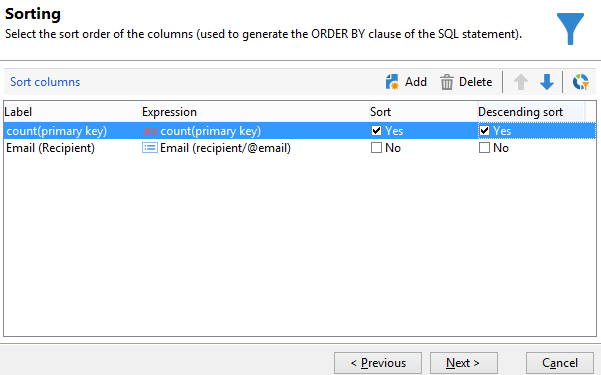 Sorting
Select the sort order of the columns (used to generate the ORDER BY clause of the SQL statement).
Sort columns Add Delete
Label Expression Sort Descending sort
count(primary key) count(primary key) Yes Yes
Email (Recipient) Email (recipient/@email) No No
< Previous Next > Cancel